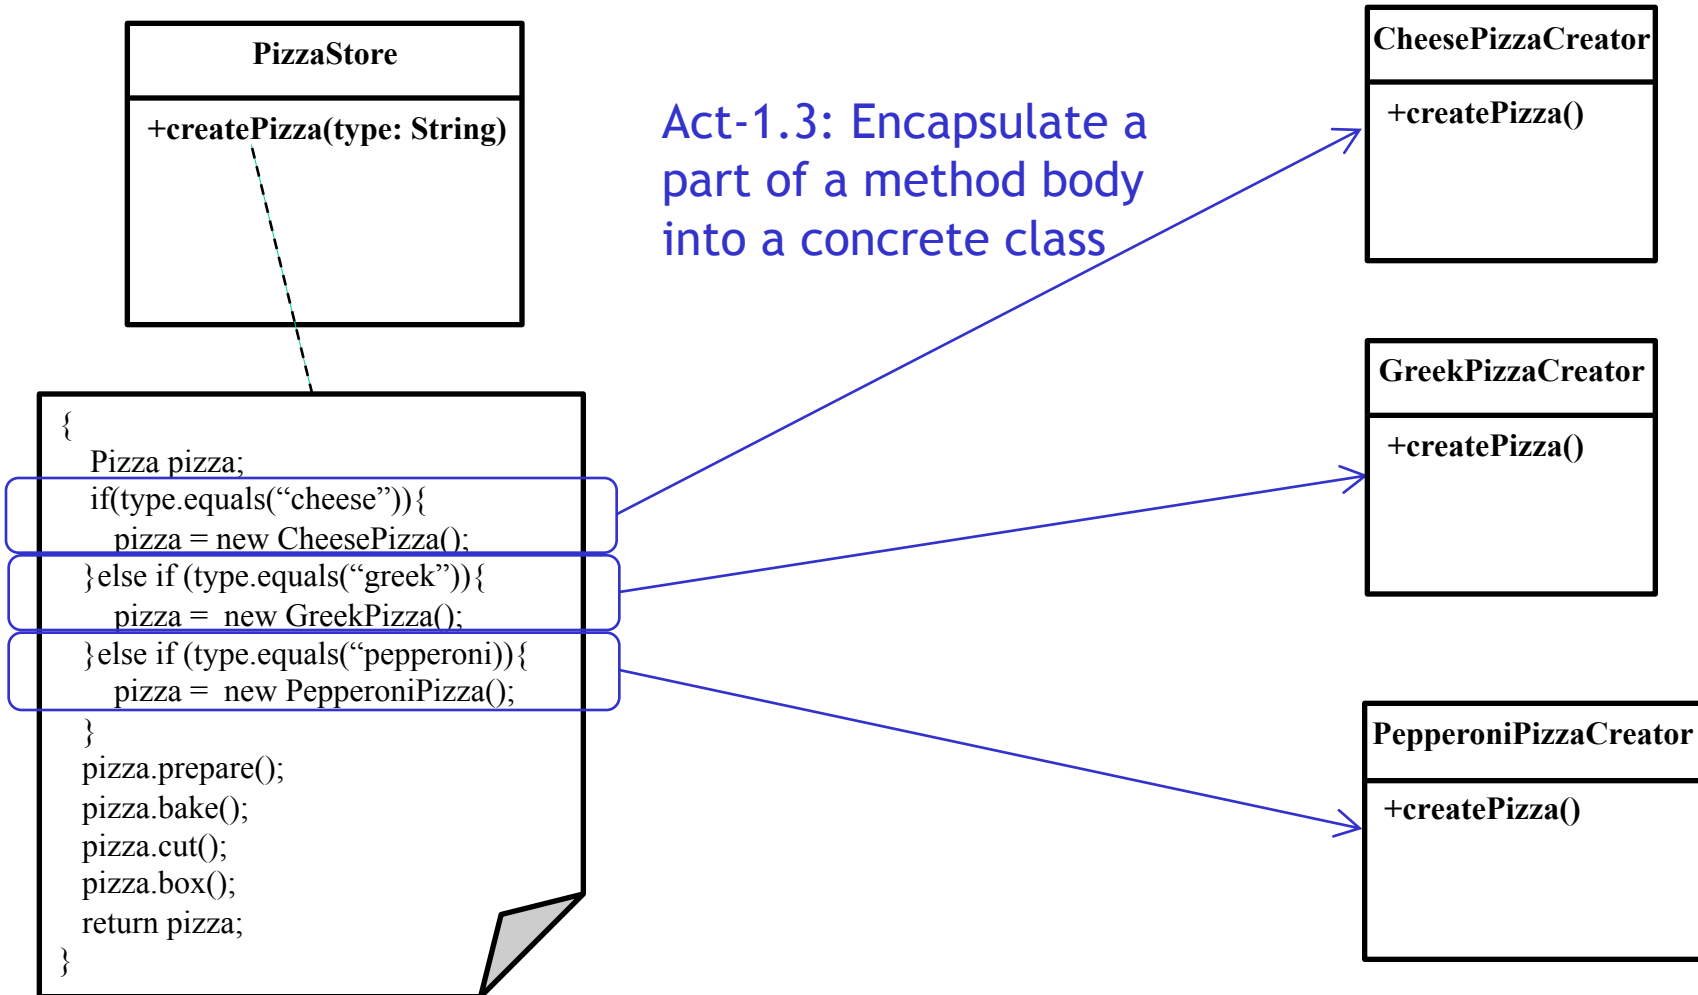 PizzaStore
+createPizza(type: String)
Act-1.3: Encapsulate a
part of a method body
into a concrete class
CheesePizzaCreator
+createPizza()
GreekPizzaCreator
+createPizza()
PepperoniPizzaCreator
+createPizza()
{
Pizza pizza;
if(type.equals(“cheese”)){
pizza = new CheesePizza();
}else if (type.equals(“greek”)){
pizza =  new GreekPizza();
}else if (type.equals(“pepperoni)){
pizza =  new PepperoniPizza();
}
pizza.prepare();
pizza.bake();
pizza.cut();
pizza.box();
return pizza;
}